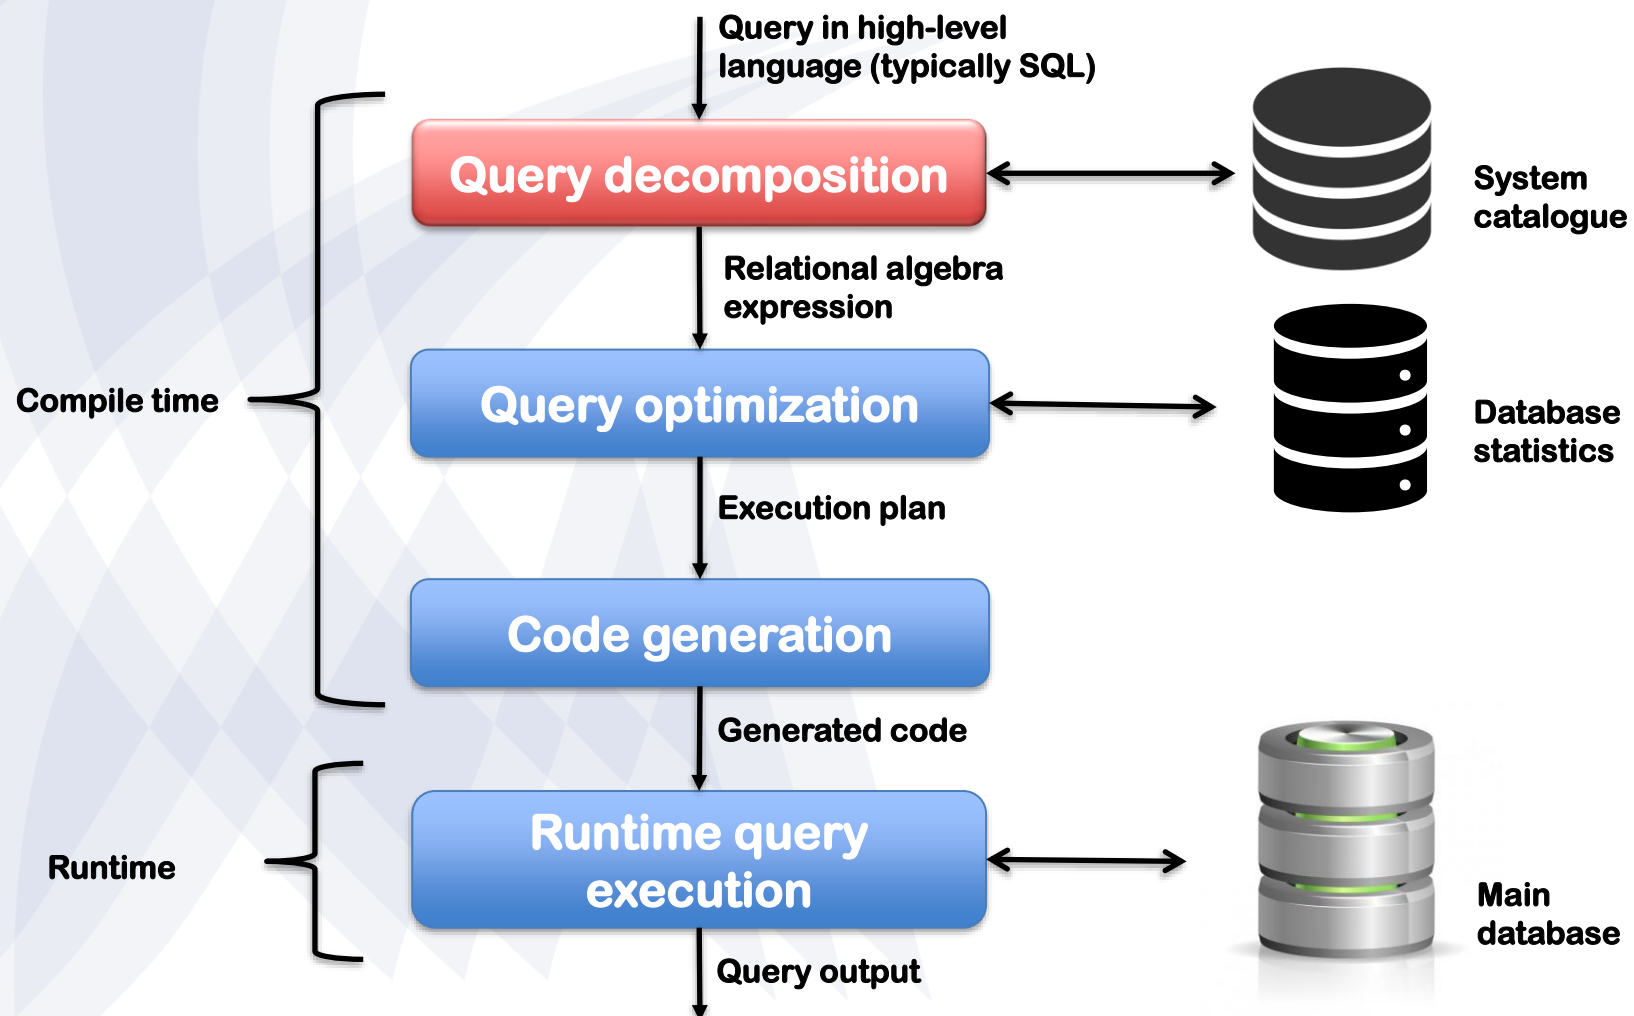 Query in high-level
language (typically SQL)
Query decomposition
System
catalogue
Relational algebra
expression
Compile time
Query optimization
Database
statistics
Execution plan
Code generation
Generated code
Runtime
Runtime query
execution
Main
database
Query output